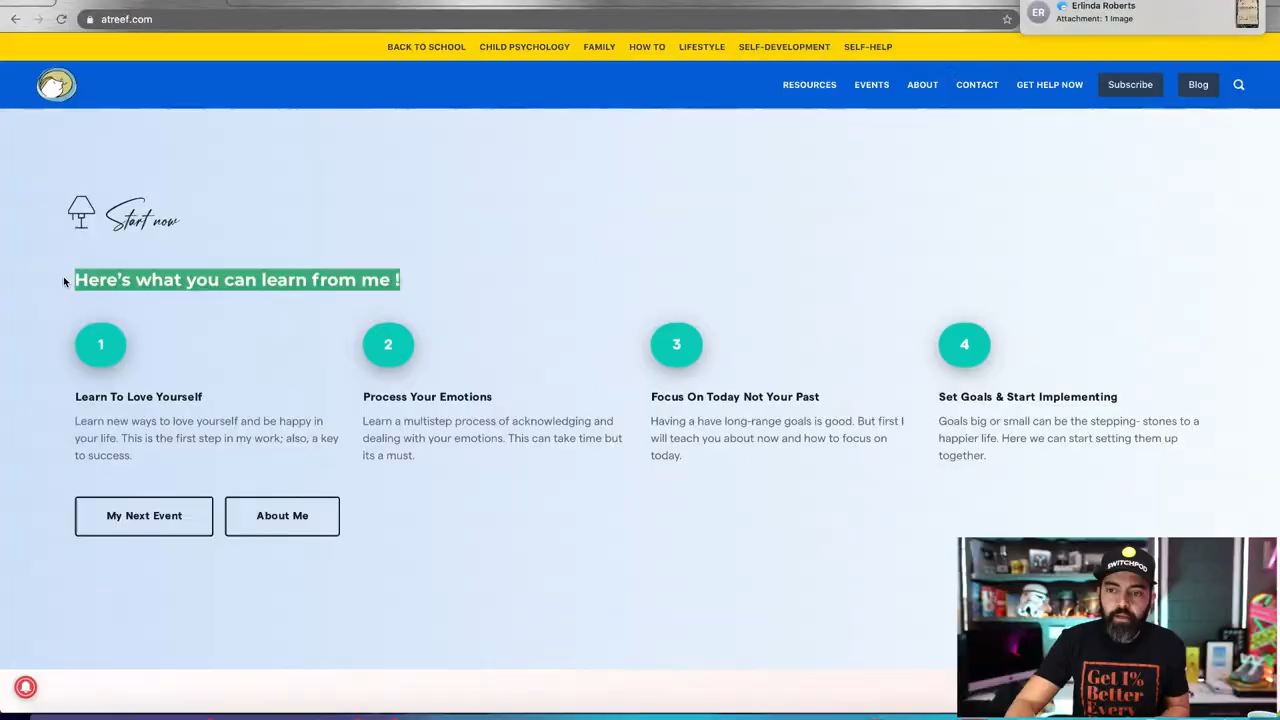 atreef.com
ER
Erlinda Roberts
Attachment: 1 Image
BACK TO SCHOOL CHILD PSYCHOLOGY FAMILY HOW TO LIFESTYLE SELF-DEVELOPMENT SELF-HELP
RESOURCES EVENTS ABOUT CONTACT GET HELP NOW Subscribe Blog
Start now
Here's what you can learn from me !
1
Learn To Love Yourself
Learn new ways to love yourself and be happy in
your life. This is the first step in my work; also, a key
to success.
2
Process Your Emotions
Learn a multistep process of acknowledging and
dealing with your emotions. This can take time but
its a must.
3
Focus On Today Not Your Past
Having a have long-range goals is good. But first I
will teach you about now and how to focus on
today.
4
Set Goals & Start Implementing
Goals big or small can be the stepping- stones to a
happier life. Here we can start setting them up
together.
My Next Event About Me
SWITCHPOD
Get 1%
Better
Every